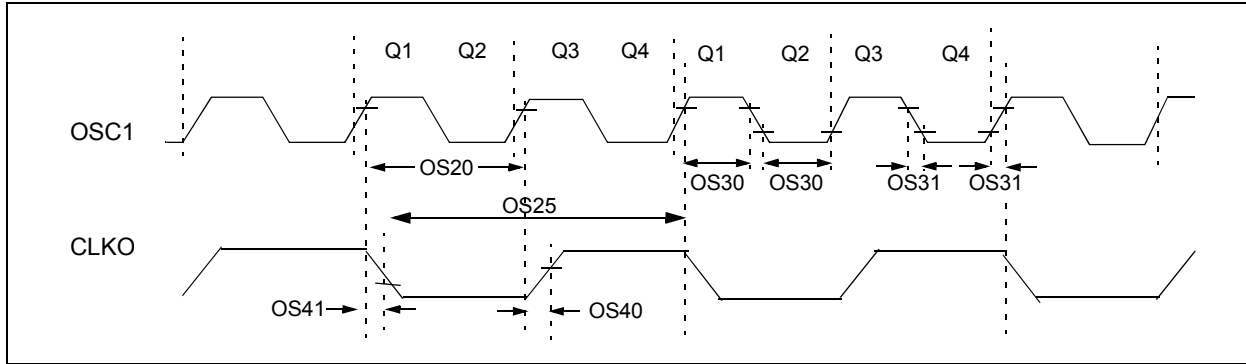 Q1 Q2 Q3 Q4 Q1 Q2 Q3 Q4
OSC1
OS20 OS30 OS30 OS31 OS31
OS25
CLKO
OS41 OS40